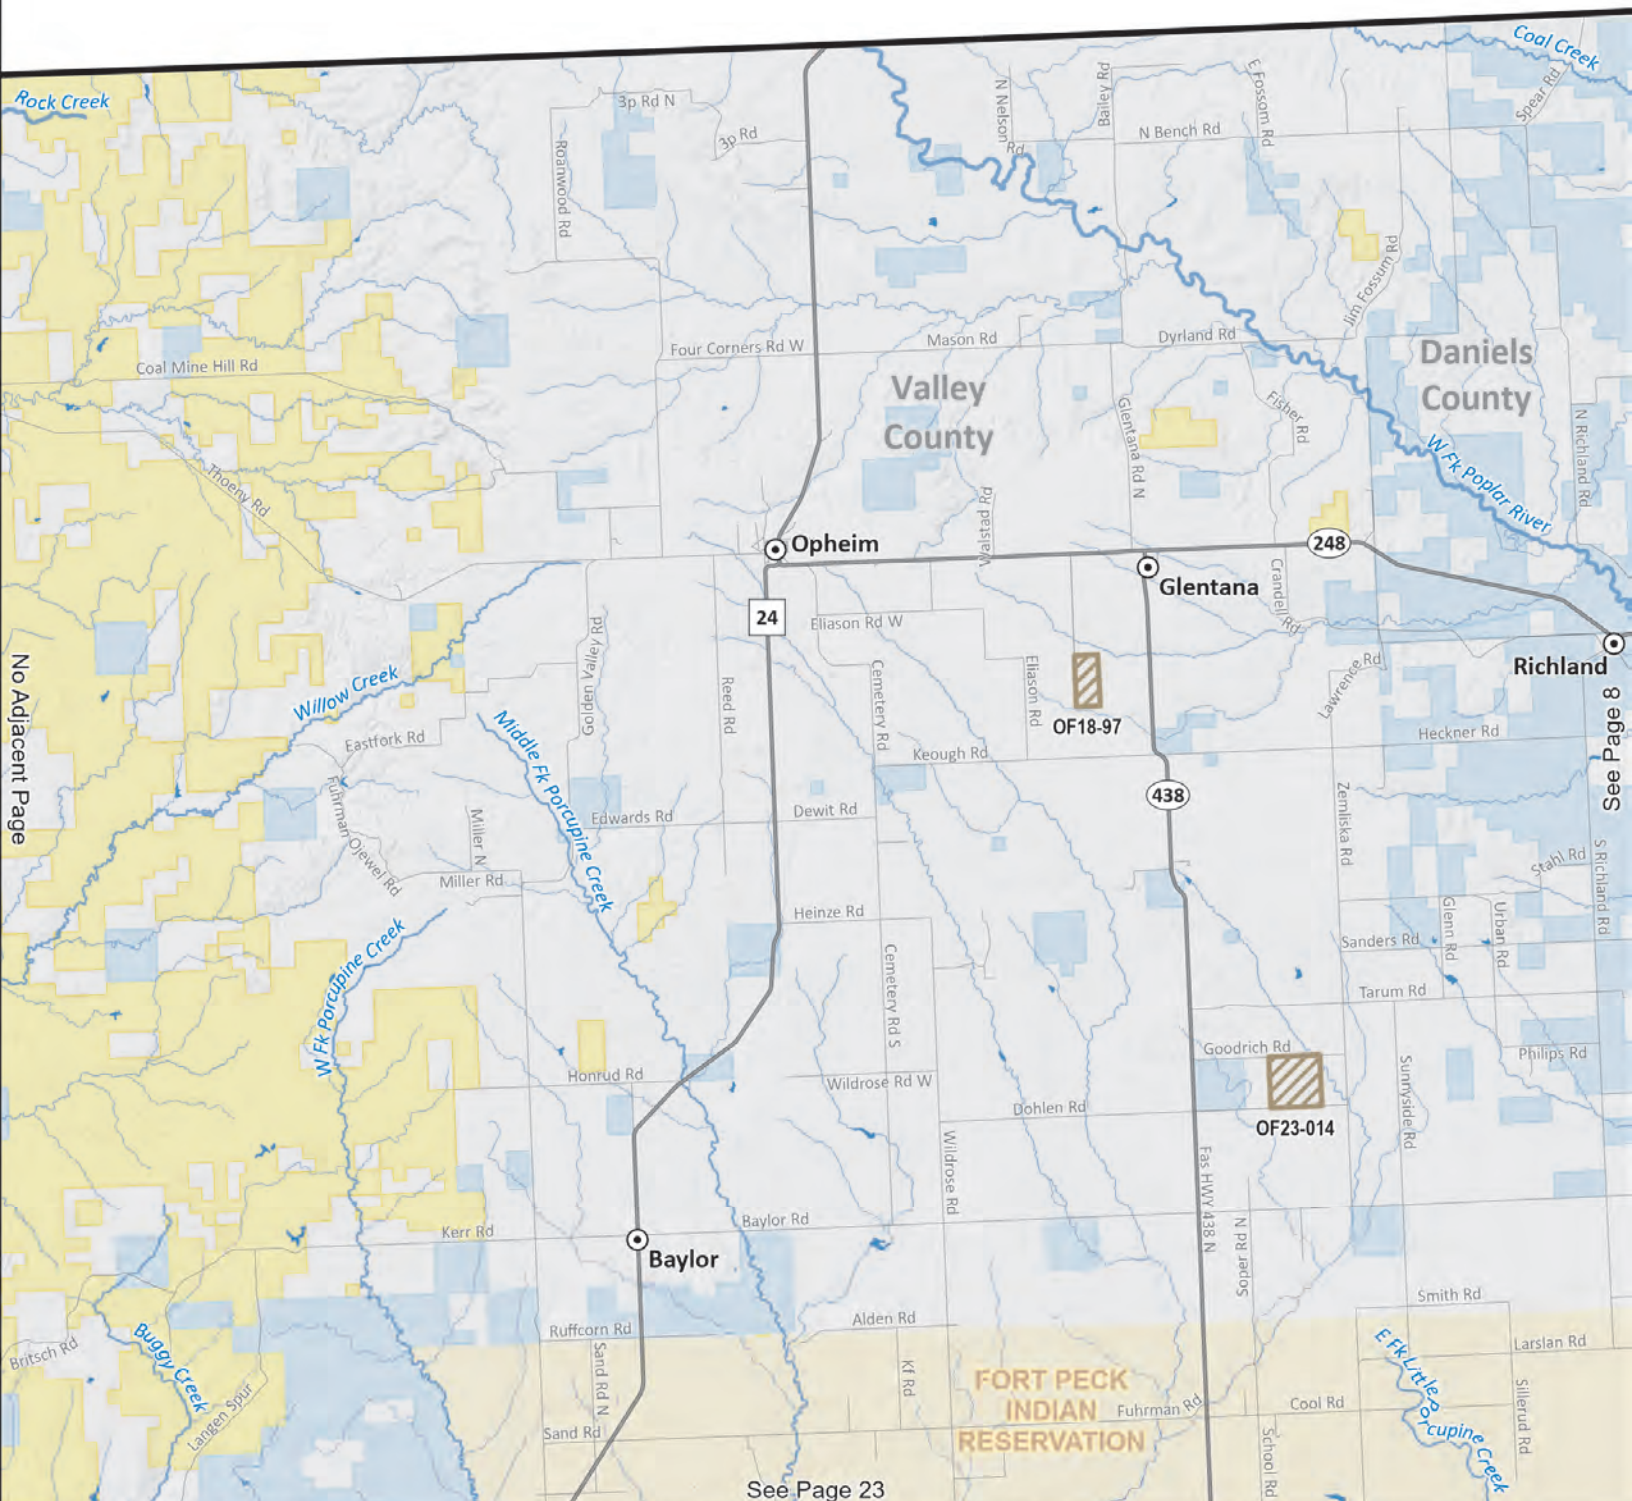 Coal Creek
Rock Creek
Spear Rd
3p Rd N
3p Rd
N Nelson
Rd
Bailey Rd
E Fossom Rd
N Bench Rd
Roanwood Rd
Jim Fossum Rd
Four Corners Rd W
Mason Rd
Dyrland Rd
Coal Mine Hill Rd
Valley
County
Daniels
County
Fisher Rd
Glentana Rd N
N Richland Rd
W Fk Poplar River
Thoeny Rd
Walstad Rd
Opheim
248
Glentana
Crandell Rd
24
Eliason Rd W
Golden Valley Rd
Richland
No Adjacent Page
Willow Creek
Lawrence Rd
Cemetery Rd
Eliason Rd
Reed Rd
OF18-97
See Page 8
Middle Fk Porcupine Creek
Eastfork Rd
Keough Rd
Heckner Rd
Fuhrman Ojewel Rd
438
Zemliska Rd
Edwards Rd
Dewit Rd
Miller N
Miller Rd
Stahl Rd
S Richland Rd
Heinze Rd
Glenn Rd
Urban Rd
Sanders Rd
W Fk Porcupine Creek
Cemetery Rd S
Tarum Rd
Goodrich Rd
Philips Rd
Honrud Rd
Wildrose Rd W
Sunnyside Rd
Dohlen Rd
OF23-014
Wildrose Rd
Fas HWY 438 N
Baylor Rd
Kerr Rd
Soper Rd N
Baylor
Smith Rd
Alden Rd
Ruffcorn Rd
Britsch Rd
Buggy Creek
Sand Rd N
Kf Rd
E Fk Little Porcupine Creek
Larslan Rd
FORT PECK
INDIAN
RESERVATION
Langen Spur
Fuhrman Rd
Cool Rd
Sillerud Rd
Sand Rd
School Rd
See Page 23